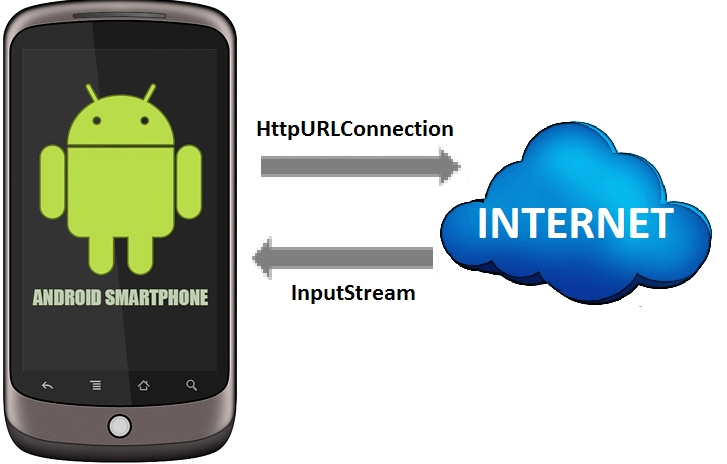 HttpURLConnection
INTERNET
InputStream
ANDROID SMARTPHONE